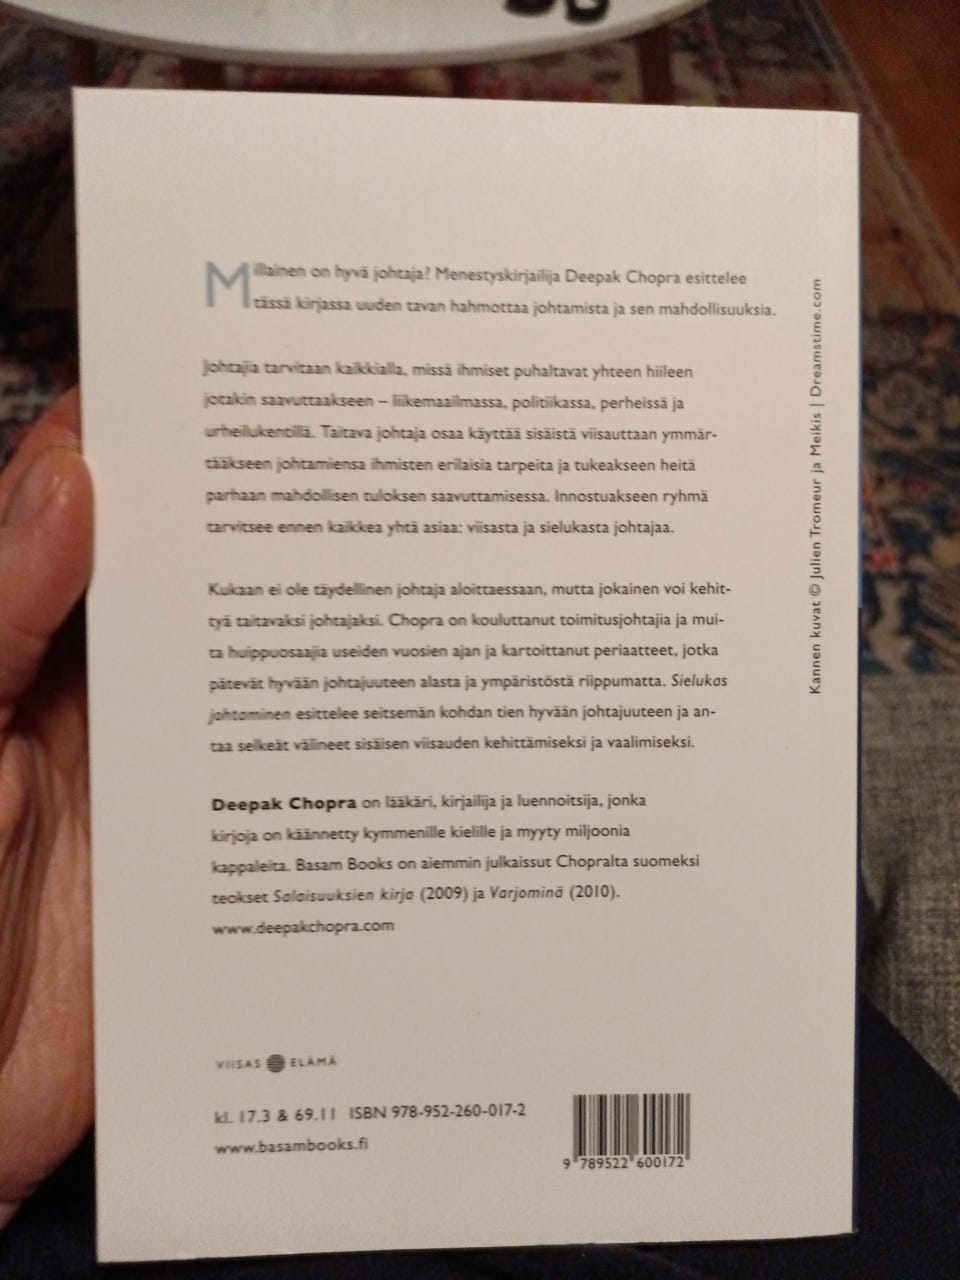 Millainen on hyvä johtaja? Menestyskirjailija Deepak Chopra esittelee
tässä kirjassa uuden tavan hahmottaa johtamista ja sen mahdollisuuksia.
Johtajia tarvitaan kaikkialla, missä ihmiset puhaltavat yhteen hiileen
jotakin saavuttaakseen – liikemaailmassa, politiikassa, perheissä ja
urheilukentillä. Taitava johtaja osaa käyttää sisäistä viisauttaan ymmär-
tääkseen johtamiensa ihmisten erilaisia tarpeita ja tukeakseen heitä
parhaan mahdollisen tuloksen saavuttamisessa. Innostuakseen ryhmä
tarvitsee ennen kaikkea yhtä asiaa: viisasta ja sielukasta johtajaa.
Kukaan ei ole täydellinen johtaja aloittaessaan, mutta jokainen voi kehit-
tyä taitavaksi johtajaksi. Chopra on kouluttanut toimitusjohtajia ja mui-
ta huippuosaajia useiden vuosien ajan ja kartoittanut periaatteet, jotka
pätevät hyvään johtajuuteen alasta ja ympäristöstä riippumatta. Sielukas
johtaminen esittelee seitsemän kohdan tien hyvään johtajuuteen ja an-
taa selkeät välineet sisäisen viisauden kehittämiseksi ja vaalimiseksi.
Deepak Chopra on lääkäri, kirjailija ja luennoitsija, jonka
kirjoja on käännetty kymmenille kielille ja myyty miljoonia
kappaleita. Basam Books on aiemmin julkaissut Chopralta suomeksi
teokset Salaisuuksien kirja (2009) ja Varjominä (2010).
www.deepakchopra.com
VIISAS ELÄMÄ
kl. 17.3 & 69.11 ISBN 978-952-260-017-2
www.basambooks.fi
9 789522 600172
Kannen kuvat © Julien Tromeur ja Meikis | Dreamstime.com